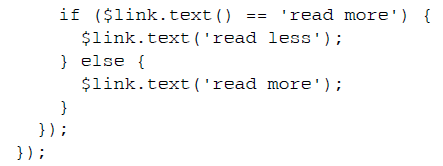 if ($link.text() == 'read more') {
$link.text('read less');
} else {
$link.text('read more');
}
});
});